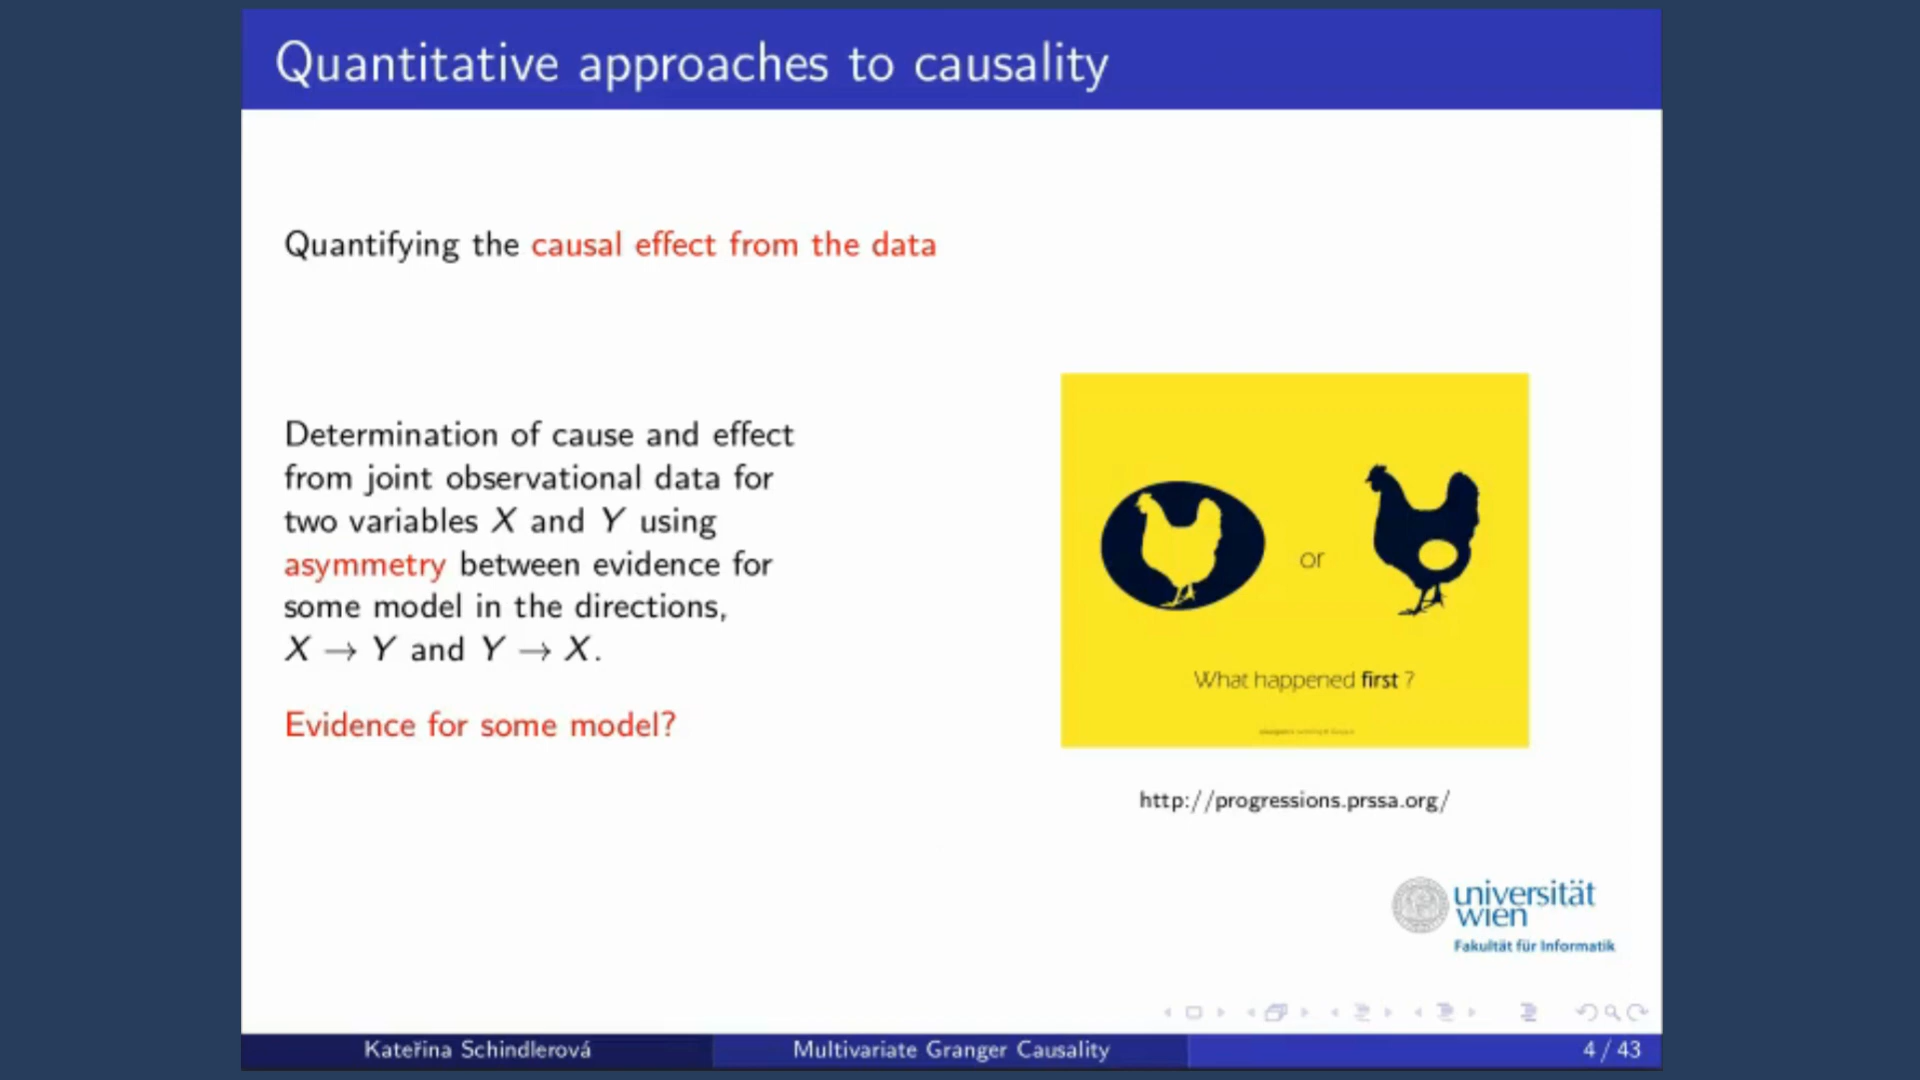 Quantitative approaches to causality
Quantifying the causal effect from the data
Determination of cause and effect
from joint observational data for
two variables X and Y using
asymmetry between evidence for
some model in the directions,
X → Y and Y → X.
Evidence for some model?
or
What happened first ?
http://progressions.prssa.org/
universität
wien
Fakultät für Informatik
Kateřina Schindlerová
Multivariate Granger Causality
4 / 43